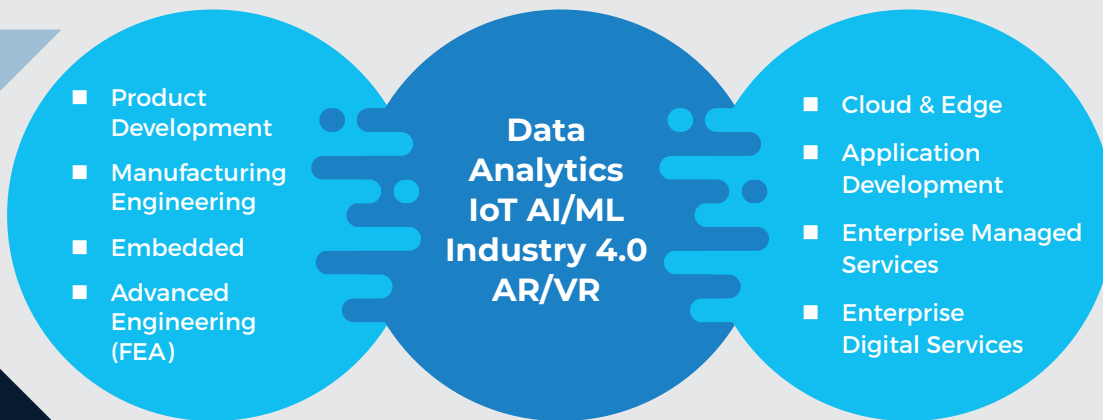 Product
Development
Manufacturing
Engineering
Embedded
Advanced
Engineering
(FEA)
Data
Analytics
IoT AI/ML
Industry 4.0
AR/VR
Cloud & Edge
Application
Development
Enterprise Managed
Services
Enterprise
Digital Services